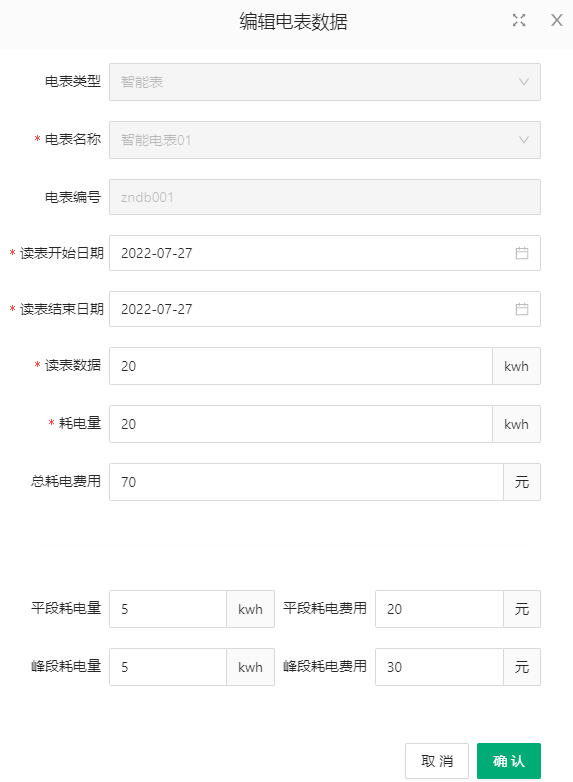 编辑电表数据
电表类型 智能表
* 电表名称 智能电表01
电表编号 zndb001
* 读表开始日期 2022-07-27
* 读表结束日期 2022-07-27
* 读表数据 20 kwh
* 耗电量 20 kwh
总耗电费用 70 元
平段耗电量 5 kwh 平段耗电费用 20 元
峰段耗电量 5 kwh 峰段耗电费用 30 元
取 消 确 认